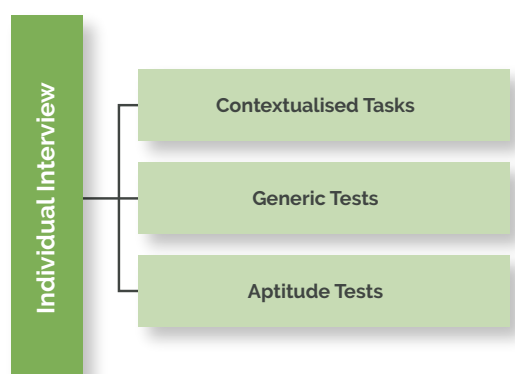 Individual Interview
Contextualised Tasks
Generic Tests
Aptitude Tests